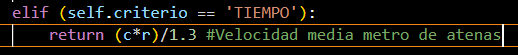 elif (self.criterio == 'TIEMPO'):
    return (c*r)/1.3 #Velocidad media metro de atenas